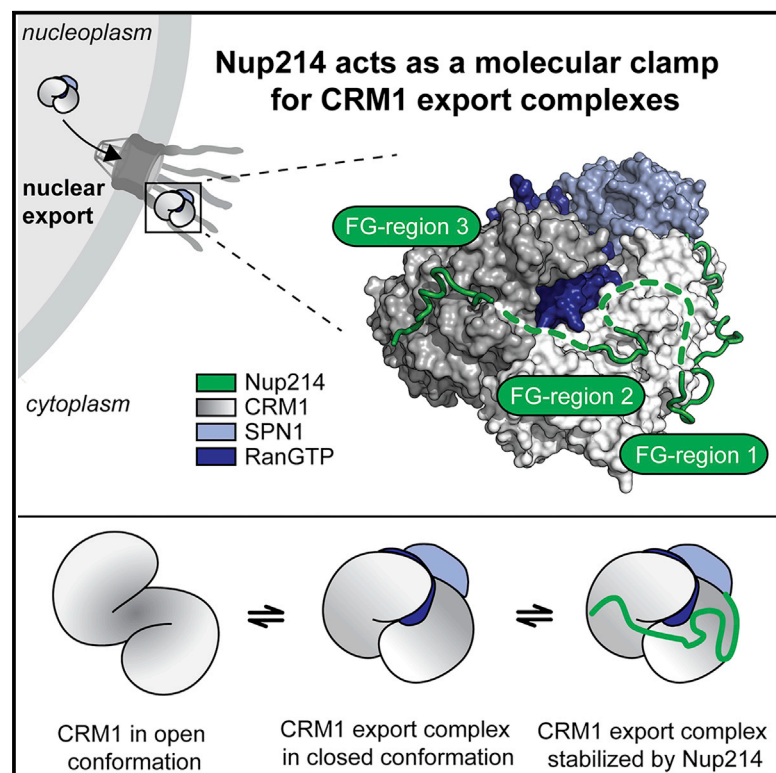 nucleoplasm
Nup214 acts as a molecular clamp
for CRM1 export complexes
nuclear
export
FG-region 3
cytoplasm
Nup214
CRM1
SPN1
RanGTP
FG-region 2
FG-region 1
CRM1 in open
conformation
CRM1 export complex
in closed conformation
CRM1 export complex
stabilized by Nup214